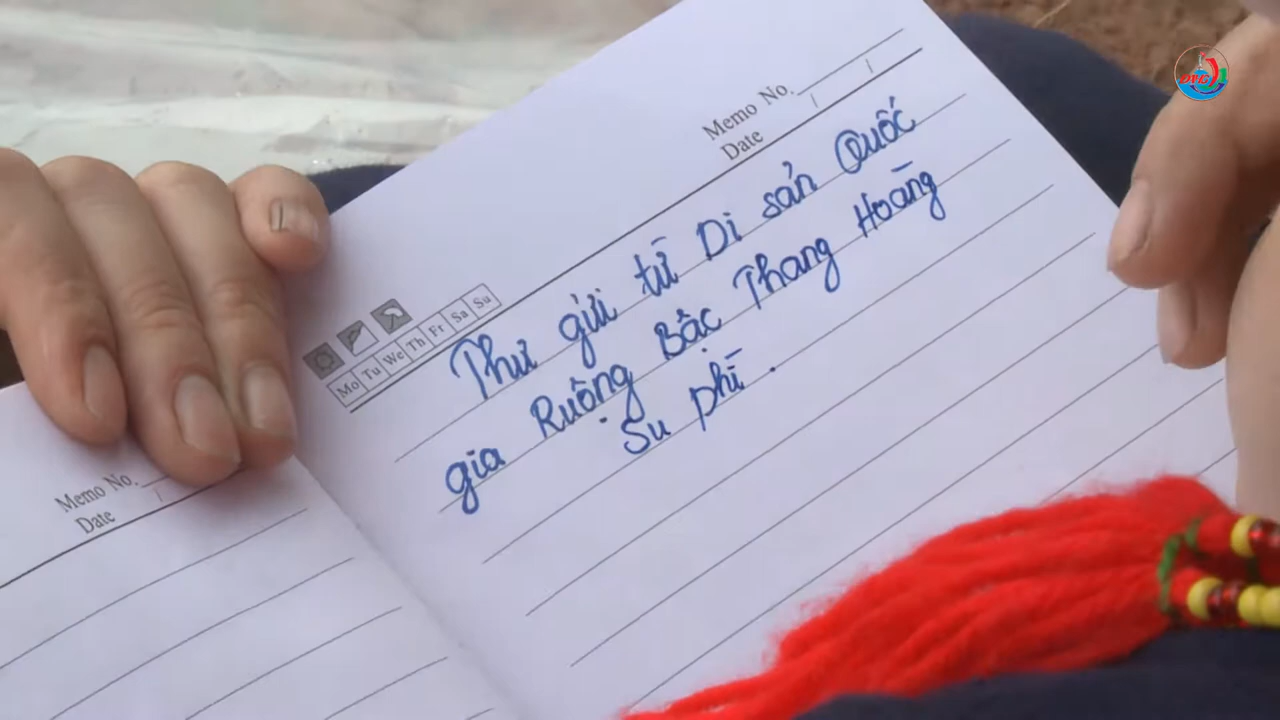 Memo No.
Date / /
Mo Tu We Th Fr Sa Su
Thư gửi từ Di sản Quốc
gia Ruộng Bậc Thang Hoàng
Su phì.
Memo No.
Date /